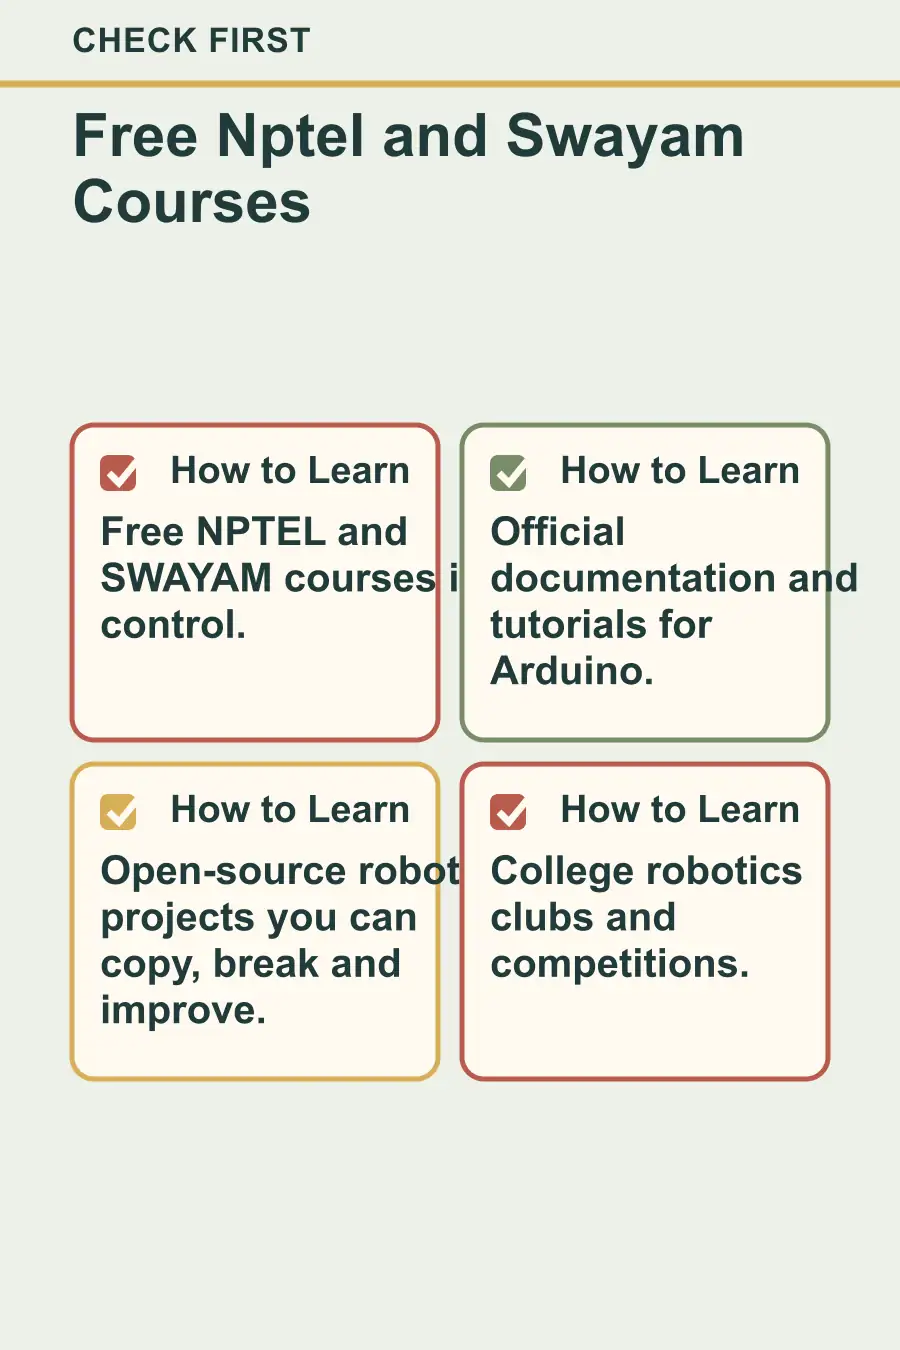 CHECK FIRST
Free Nptel and Swayam
Courses
How to Learn
Free NPTEL and
SWAYAM courses i
control.
How to Learn
Official
documentation and
tutorials for
Arduino.
How to Learn
Open-source robot
projects you can
copy, break and
improve.
How to Learn
College robotics
clubs and
competitions.